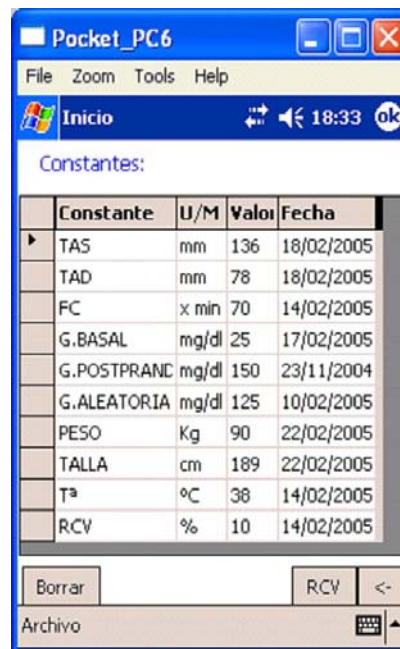 Pocket_PC6
File Zoom Tools Help
Inicio 18:33 ok
Constantes:
Constante U/M Valor Fecha
TAS mm 136 18/02/2005
TAD mm 78 18/02/2005
FC x min 70 14/02/2005
G.BASAL mg/dl 25 17/02/2005
G.POSTPRAND mg/dl 150 23/11/2004
G.ALEATORIA mg/dl 125 10/02/2005
PESO Kg 90 22/02/2005
TALLA cm 189 22/02/2005
Tª ºC 38 14/02/2005
RCV % 10 14/02/2005
Borrar RCV <-
Archivo